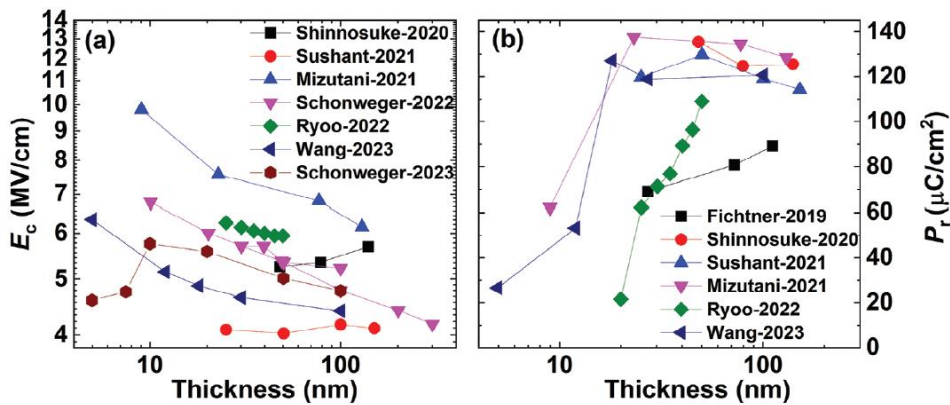 (a)
Shinnosuke-2020
Sushant-2021
Mizutani-2021
Schonweger-2022
Ryoo-2022
Wang-2023
Schonweger-2023
14
13
12
11
10
9
8
7
6
5
4
Ec (MV/cm)
10
100
Thickness (nm)
(b)
Fichtner-2019
Shinnosuke-2020
Sushant-2021
Mizutani-2021
Ryoo-2022
Wang-2023
140
120
100
80
60
40
20
0
Pr (μC/cm²)
10
100
Thickness (nm)